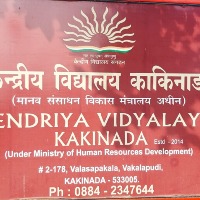 केन्द्रीय विद्यालय
न्द्रीय विद्यालय काकिनाड
(मानव संसाधन विकास मंत्रालय अधीन)
ENDRIYA VIDYALAY
KAKINADA Estd - 2014
(Under Ministry of Human Resources Development)
# 2-178, Valasapakala, Vakalapudi,
KAKINADA - 533005.
Ph : 0884 - 2347644